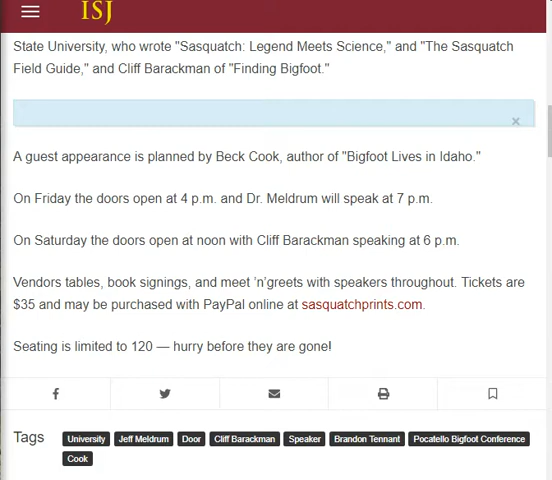 ISJ
State University, who wrote "Sasquatch: Legend Meets Science," and "The Sasquatch
Field Guide," and Cliff Barackman of "Finding Bigfoot."
×
A guest appearance is planned by Beck Cook, author of "Bigfoot Lives in Idaho."
On Friday the doors open at 4 p.m. and Dr. Meldrum will speak at 7 p.m.
On Saturday the doors open at noon with Cliff Barackman speaking at 6 p.m.
Vendors tables, book signings, and meet 'n'greets with speakers throughout. Tickets are
$35 and may be purchased with PayPal online at sasquatchprints.com.
Seating is limited to 120 — hurry before they are gone!
Tags University Jeff Meldrum Door Cliff Barackman Speaker Brandon Tennant Pocatello Bigfoot Conference
Cook